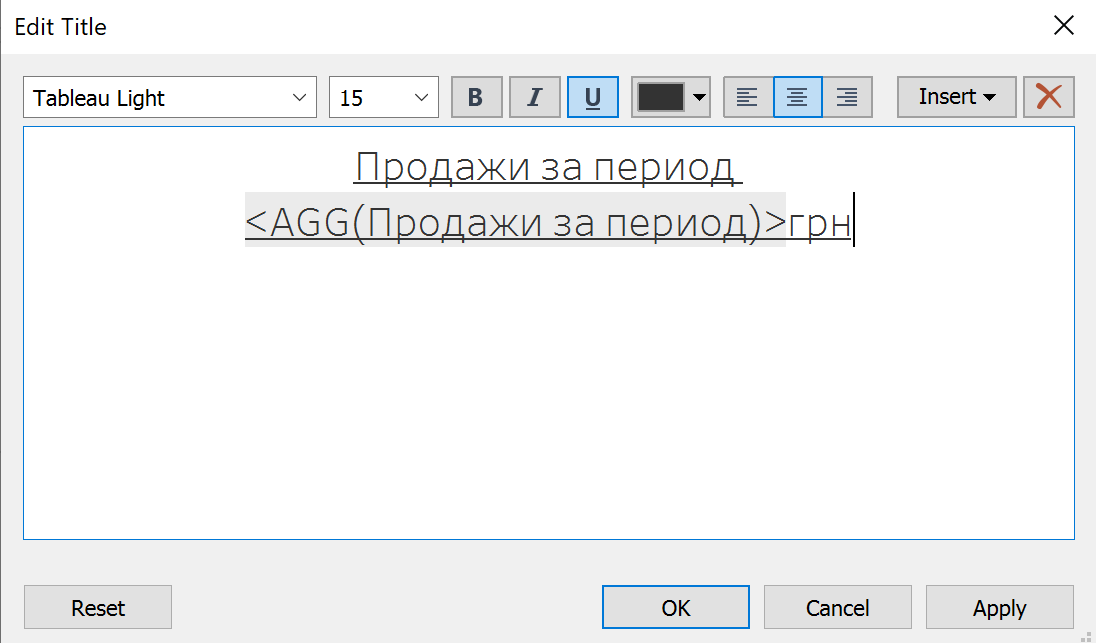 Edit Title
Tableau Light 15 B I U Insert
Продажи за период
<AGG(Продажи за период)>грн
Reset OK Cancel Apply